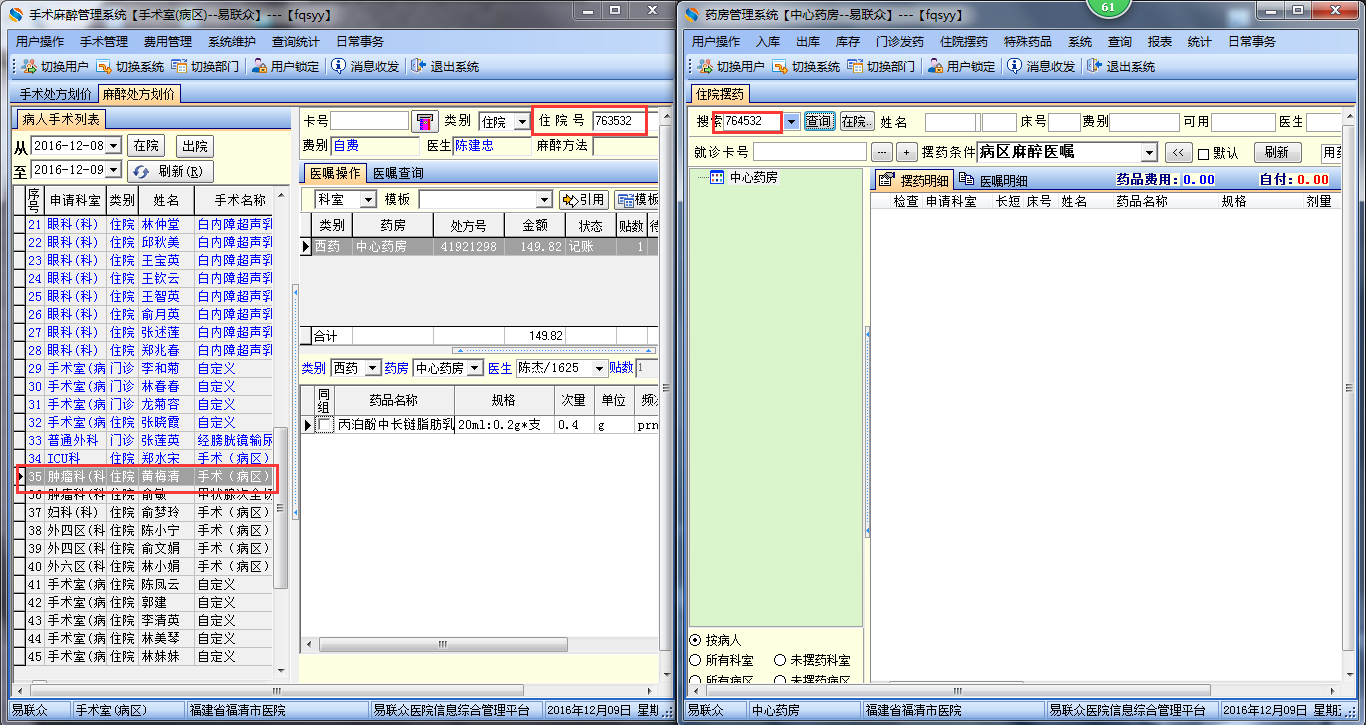 手术麻醉管理系统【手术室(病区)--易联众】---【fqsyy】
用户操作 手术管理 费用管理 系统维护 查询统计 日常事务
切换用户 切换系统 切换部门 用户锁定 消息收发 退出系统
手术处方划价 麻醉处方划价
病人手术列表
从 2016-12-08 在院 出院
至 2016-12-09 刷新(R)
序号 申请科室 类别 姓名 手术名称
21 眼科(科) 住院 林仲堂 白内障超声乳
22 眼科(科) 住院 邱秋美 白内障超声乳
23 眼科(科) 住院 王宝英 白内障超声乳
24 眼科(科) 住院 王钦云 白内障超声乳
25 眼科(科) 住院 王智英 白内障超声乳
26 眼科(科) 住院 俞月英 白内障超声乳
27 眼科(科) 住院 张述莲 白内障超声乳
28 眼科(科) 住院 郑兆春 白内障超声乳
29 手术室(病 门诊 李和菊 自定义
30 手术室(病 门诊 林春春 自定义
31 手术室(病 门诊 龙菊容 自定义
32 手术室(病 住院 张晓霞 自定义
33 普通外科 门诊 张莲英 经膀胱镜输尿
34 ICU科 住院 郑水宋 手术（病区）
35 肿瘤科(科 住院 黄梅清 手术（病区）
36 肿瘤科(科 住院 俞敏 甲状腺次全切
37 妇科(科) 住院 俞梦玲 手术（病区）
38 外四区(科 住院 陈小宁 手术（病区）
39 外四区(科 住院 俞文娟 手术（病区）
40 外六区(科 住院 林小娟 手术（病区）
41 手术室(病 住院 陈凤云 自定义
42 手术室(病 住院 郭建 自定义
43 手术室(病 住院 李清英 自定义
44 手术室(病 住院 林美琴 自定义
45 手术室(病 住院 林妹妹 自定义
卡号 类别 住院 住院号 763532
费别 自费 医生 陈建忠 麻醉方法
医嘱操作 医嘱查询
科室 模板 引用 模板
类别 药房 处方号 金额 状态 贴数
西药 中心药房 41921298 149.82 记账 1
合计 149.82
类别 西药 药房 中心药房 医生 陈杰/1625 贴数 1
同组 药品名称 规格 次量 单位 频次
丙泊酚中长链脂肪乳 20ml:0.2g*支 0.4 g prn
易联众 手术室(病区) 福建省福清市医院 易联众医院信息综合管理平台 2016年12月09日 星期
药房管理系统【中心药房--易联众】---【fqsyy】
61
用户操作 入库 出库 库存 门诊发药 住院摆药 特殊药品 系统 查询 报表 统计 日常事务
切换用户 切换系统 切换部门 用户锁定 消息收发 退出系统
住院摆药
搜索 764532 查询 在院.. 姓名 床号 费别 可用 医生
就诊卡号 ... + 摆药条件 病区麻醉医嘱 << 默认 刷新 用药
中心药房
摆药明细 医嘱明细 药品费用:0.00 自付:0.00
检查 申请科室 长短 床号 姓名 药品名称 规格 剂量
按病人
所有科室 未摆药科室
所有病区 未摆药病区
易联众 中心药房 福建省福清市医院 易联众医院信息综合管理平台 2016年12月09日 星期